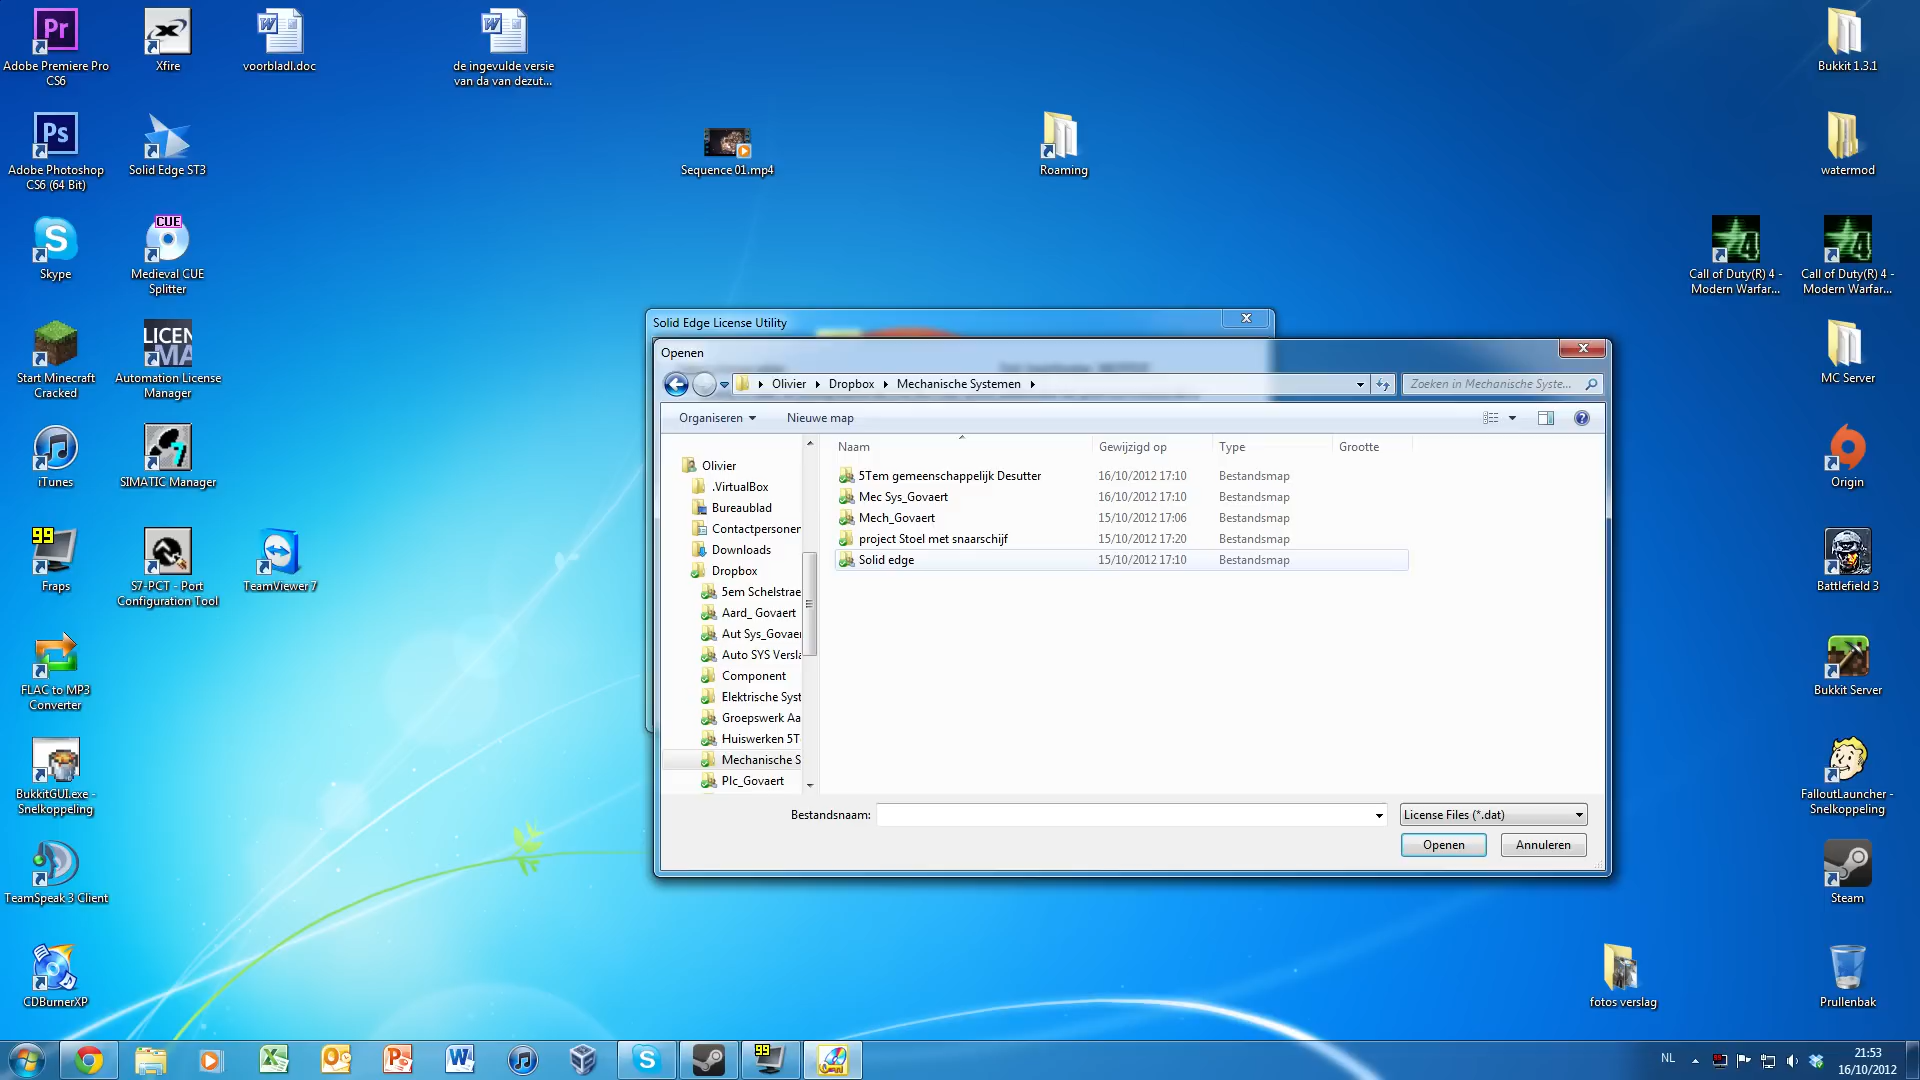 Adobe Premiere Pro
CS6
Xfire
voorbladl.doc
de ingevulde versie
van da van dezut...
Bukkit 1.3.1
Adobe Photoshop
CS6 (64 Bit)
Solid Edge ST3
Sequence 01.mp4
Roaming
watermod
Skype
CUE
Medieval CUE
Splitter
Call of Duty(R) 4 -
Modern Warfar...
Call of Duty(R) 4 -
Modern Warfar...
Start Minecraft
Cracked
Automation License
Manager
MC Server
iTunes
SIMATIC Manager
Origin
Fraps
S7-PCT - Port
Configuration Tool
TeamViewer 7
Battlefield 3
FLAC to MP3
Converter
Bukkit Server
BukkitGUI.exe -
Snelkoppeling
FalloutLauncher -
Snelkoppeling
TeamSpeak 3 Client
Steam
CDBurnerXP
fotos verslag
Prullenbak
Solid Edge License Utility
Openen
Olivier
Dropbox
Mechanische Systemen
Zoeken in Mechanische Syste...
Organiseren
Nieuwe map
Naam
Gewijzigd op
Type
Grootte
5Tem gemeenschappelijk Desutter 16/10/2012 17:10 Bestandsmap
Mec Sys_Govaert 16/10/2012 17:10 Bestandsmap
Mech_Govaert 15/10/2012 17:06 Bestandsmap
project Stoel met snaarschijf 15/10/2012 17:20 Bestandsmap
Solid edge 15/10/2012 17:10 Bestandsmap
Olivier
.VirtualBox
Bureaublad
Contactpersonen
Downloads
Dropbox
5em Schelstrae
Aard_ Govaert
Aut Sys_Govaer
Auto SYS Versla
Component
Elektrische Syst
Groepswerk Aa
Huiswerken 5T
Mechanische S
Plc_Govaert
Bestandsnaam:
License Files (*.dat)
Openen
Annuleren
NL
21:53
16/10/2012